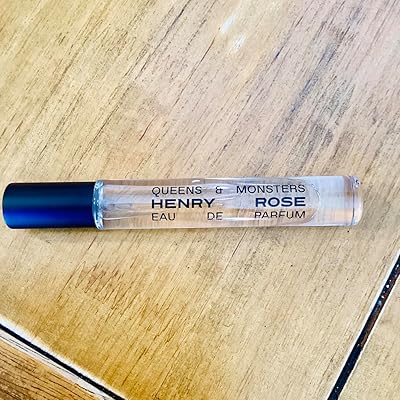 QUEENS & MONSTERS
HENRY ROSE
EAU DE PARFUM